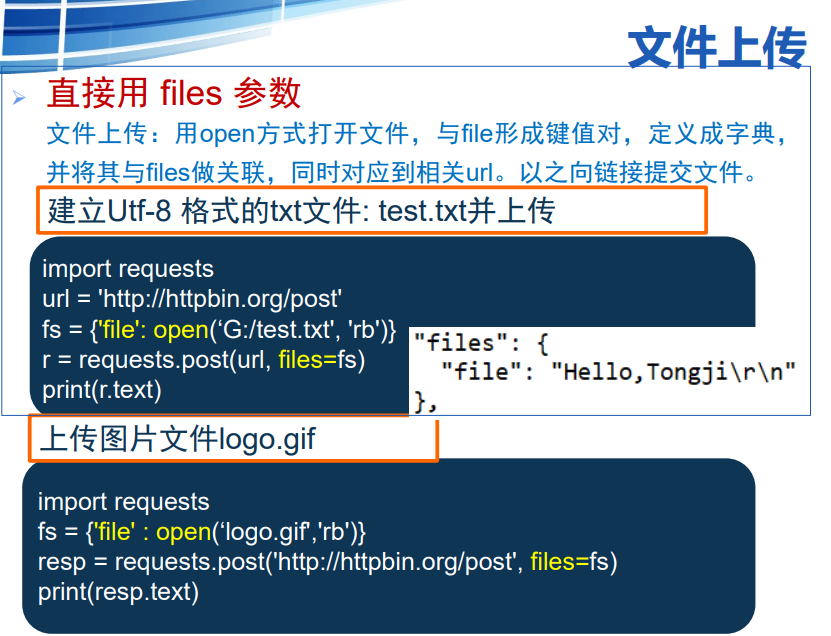 文件上传
直接用 files 参数
文件上传：用open方式打开文件，与file形成键值对，定义成字典，
并将其与files做关联，同时对应到相关url。以之向链接提交文件。
建立Utf-8 格式的txt文件: test.txt并上传
import requests
url = 'http://httpbin.org/post'
fs = {'file': open(‘G:/test.txt', 'rb')}
r = requests.post(url, files=fs)
print(r.text)
"files": {
"file": "Hello,Tongji\r\n"
},
上传图片文件logo.gif
import requests
fs = {'file' : open(‘logo.gif','rb')}
resp = requests.post('http://httpbin.org/post', files=fs)
print(resp.text)